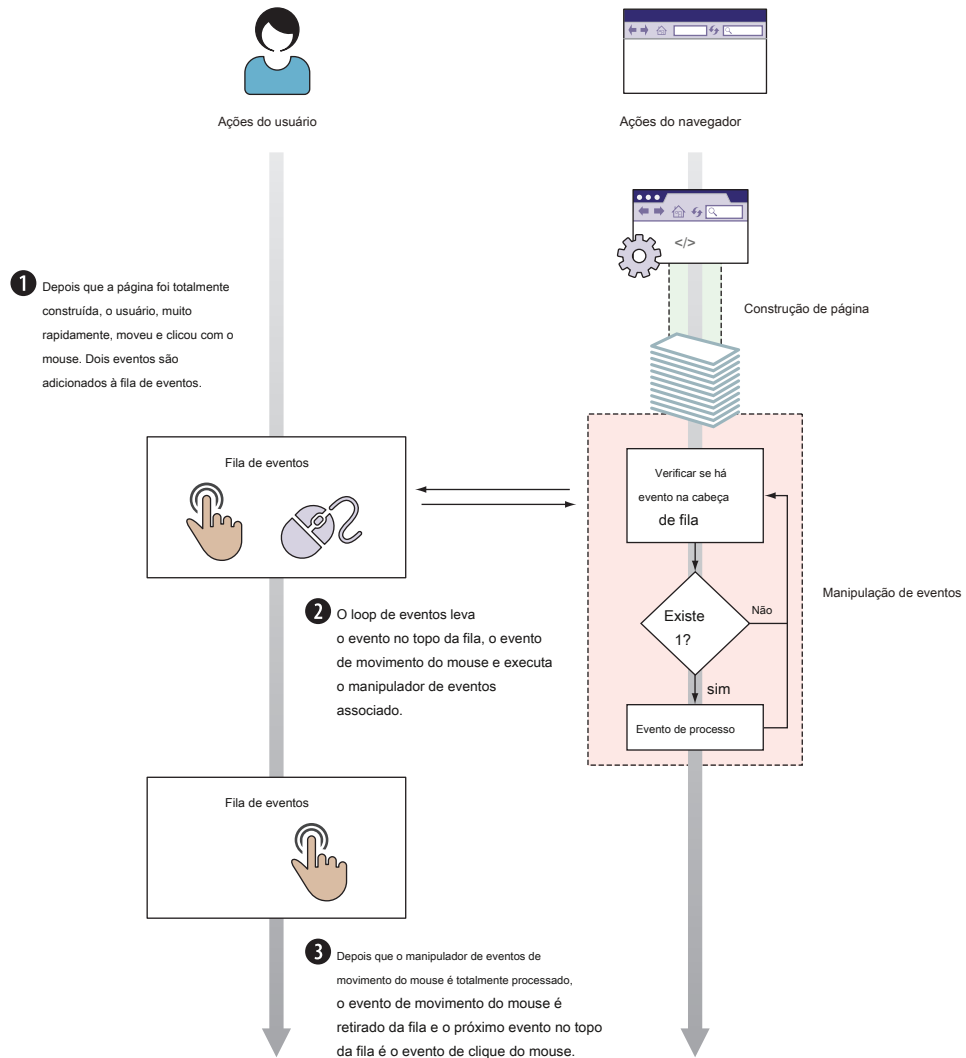 Ações do usuário
Ações do navegador
</>
1
Depois que a página foi totalmente
construída, o usuário, muito
rapidamente, moveu e clicou com o
mouse. Dois eventos são
adicionados à fila de eventos.
Construção de página
Fila de eventos
Verificar se há
evento na cabeça
de fila
Existe
1?
Não
sim
Evento de processo
Manipulação de eventos
2
O loop de eventos leva
o evento no topo da fila, o evento
de movimento do mouse e executa
o manipulador de eventos
associado.
Fila de eventos
3
Depois que o manipulador de eventos de
movimento do mouse é totalmente processado,
o evento de movimento do mouse é
retirado da fila e o próximo evento no topo
da fila é o evento de clique do mouse.